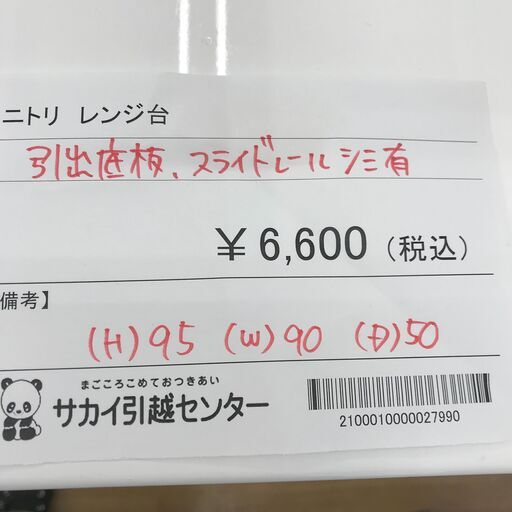 ニトリ レンジ台
引出底板、スライドレールシミ有
¥ 6,600 (税込)
備考】
(H)95 (W)90 (D)50
まごころこめておつきあい
サカイ引越センター
2100010000027990